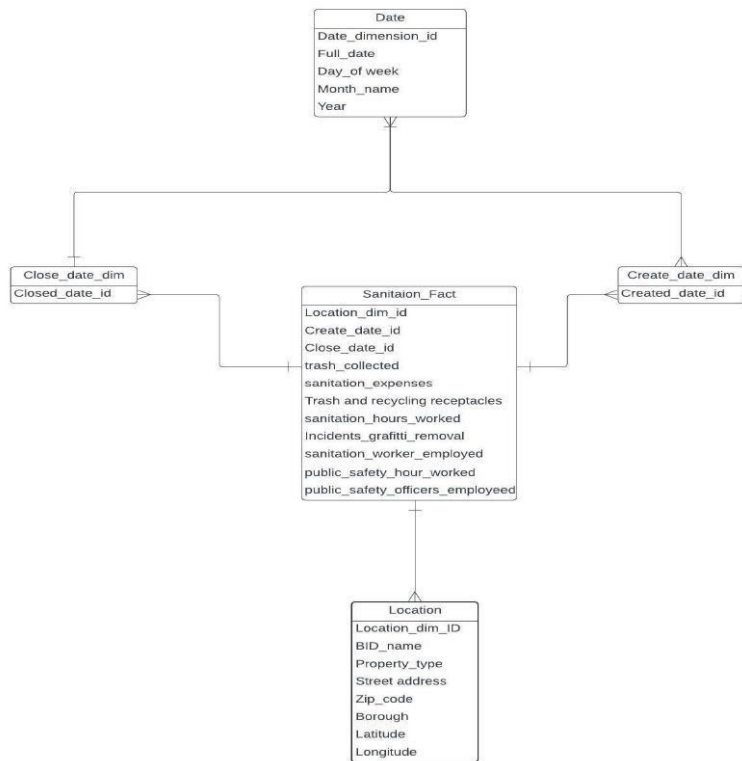 Date
Date_dimension_id
Full_date
Day_of week
Month_name
Year
Close_date_dim
Closed_date_id
Create_date_dim
Created_date_id
Sanitaion_Fact
Location_dim_id
Create_date_id
Close_date_id
trash_collected
sanitation_expenses
Trash and recycling receptacles
sanitation_hours_worked
Incidents_grafitti_removal
sanitation_worker_employed
public_safety_hour_worked
public_safety_officers_employeed
Location
Location_dim_ID
BID_name
Property_type
Street address
Zip_code
Borough
Latitude
Longitude